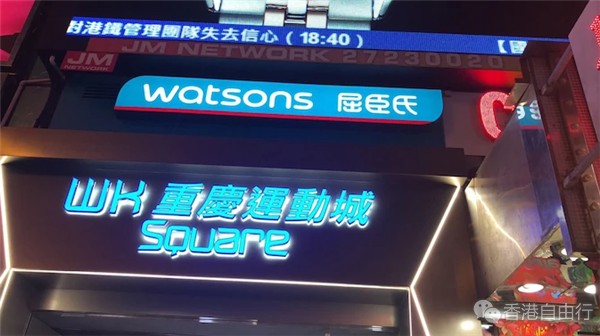 對港鐵管理團隊失去信心（18:40）
JM NETWORK 27230020
JM
NETWORK
watsons 屈臣氏
WK 重慶運動城
Square
香港自由行